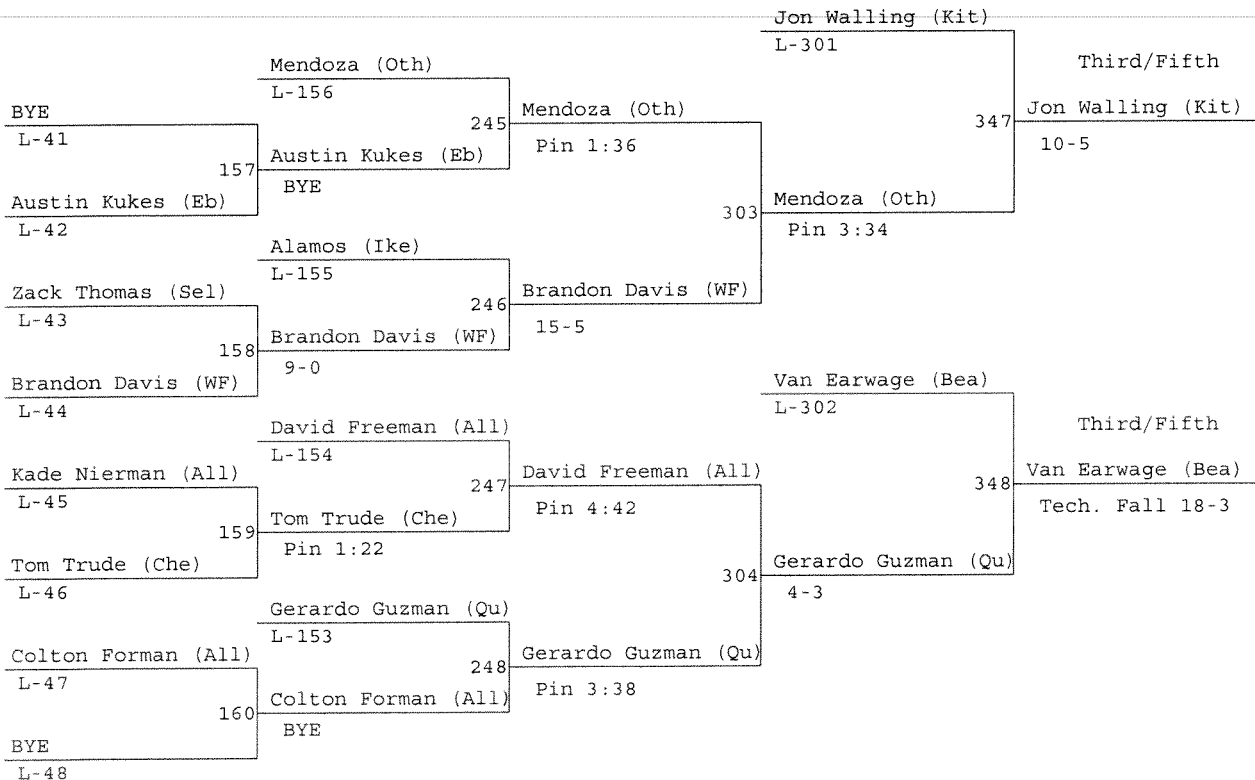 Jon Walling (Kit)
L-301
Third/Fifth
Mendoza (Oth)
L-156
BYE
L-41
245
Mendoza (Oth)
Pin 1:36
347
Jon Walling (Kit)
10-5
157
Austin Kukes (Eb)
BYE
Austin Kukes (Eb)
L-42
303
Mendoza (Oth)
Pin 3:34
Alamos (Ike)
L-155
Zack Thomas (Sel)
L-43
246
Brandon Davis (WF)
15-5
158
Brandon Davis (WF)
9-0
Brandon Davis (WF)
L-44
Van Earwage (Bea)
L-302
Third/Fifth
David Freeman (All)
L-154
Kade Nierman (All)
L-45
247
David Freeman (All)
Pin 4:42
348
Van Earwage (Bea)
Tech. Fall 18-3
159
Tom Trude (Che)
Pin 1:22
Tom Trude (Che)
L-46
304
Gerardo Guzman (Qu)
4-3
Gerardo Guzman (Qu)
L-153
Colton Forman (All)
L-47
248
Gerardo Guzman (Qu)
Pin 3:38
160
Colton Forman (All)
BYE
BYE
L-48